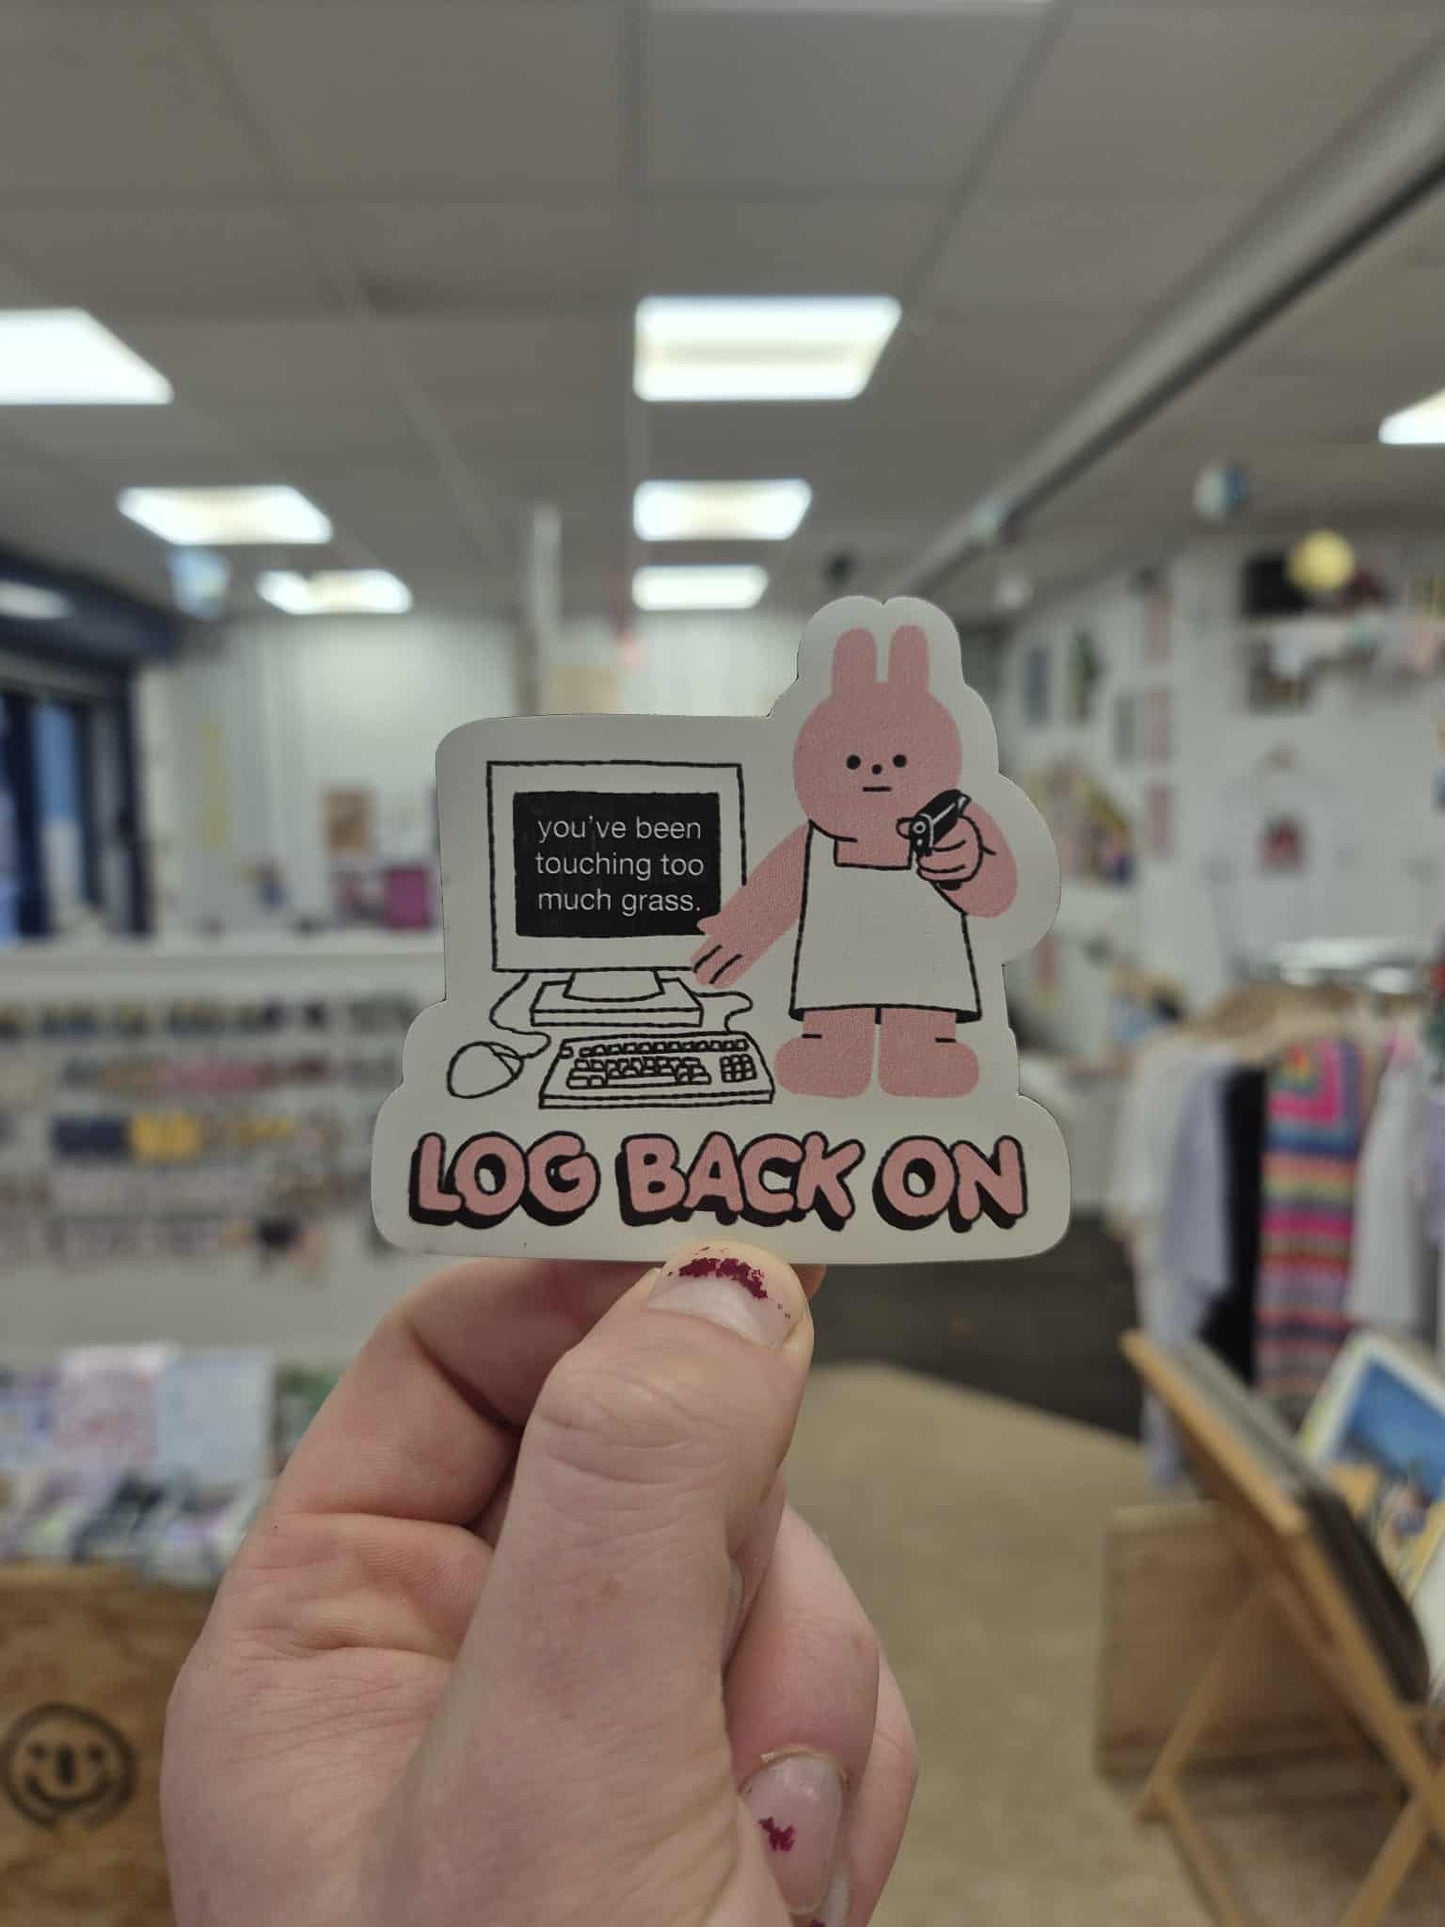 you've been
touching too
much grass.
LOG BACK ON